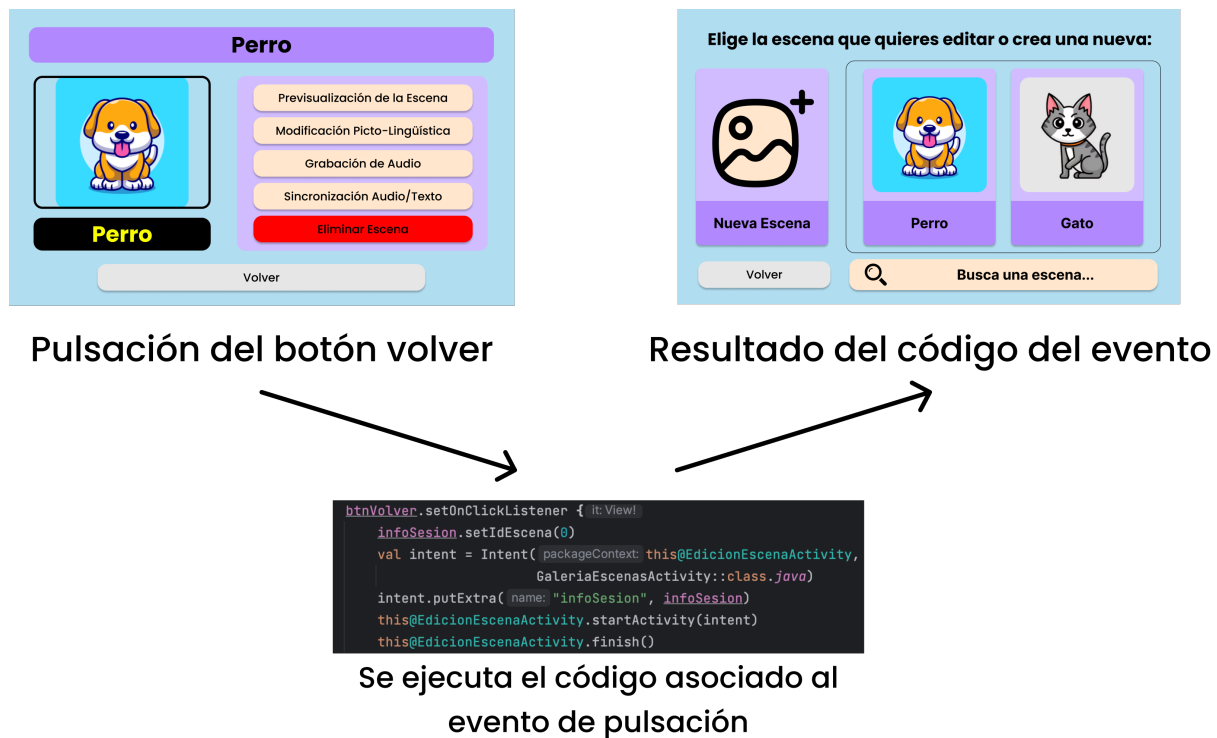 Perro
Previsualización de la Escena
Modificación Picto-Lingüística
Grabación de Audio
Sincronización Audio/Texto
Eliminar Escena
Perro
Volver
Elige la escena que quieres editar o crea una nueva:
Nueva Escena
Perro
Gato
Volver
Busca una escena...
Pulsación del botón volver
Resultado del código del evento
btnVolver.setOnClickListener { it: View!
infoSesion.setIdEscena(0)
val intent = Intent( packageContext: this@EdicionEscenaActivity,
GaleriaEscenasActivity::class.java)
intent.putExtra( name: "infoSesion", infoSesion)
this@EdicionEscenaActivity.startActivity(intent)
this@EdicionEscenaActivity.finish()
Se ejecuta el código asociado al
evento de pulsación